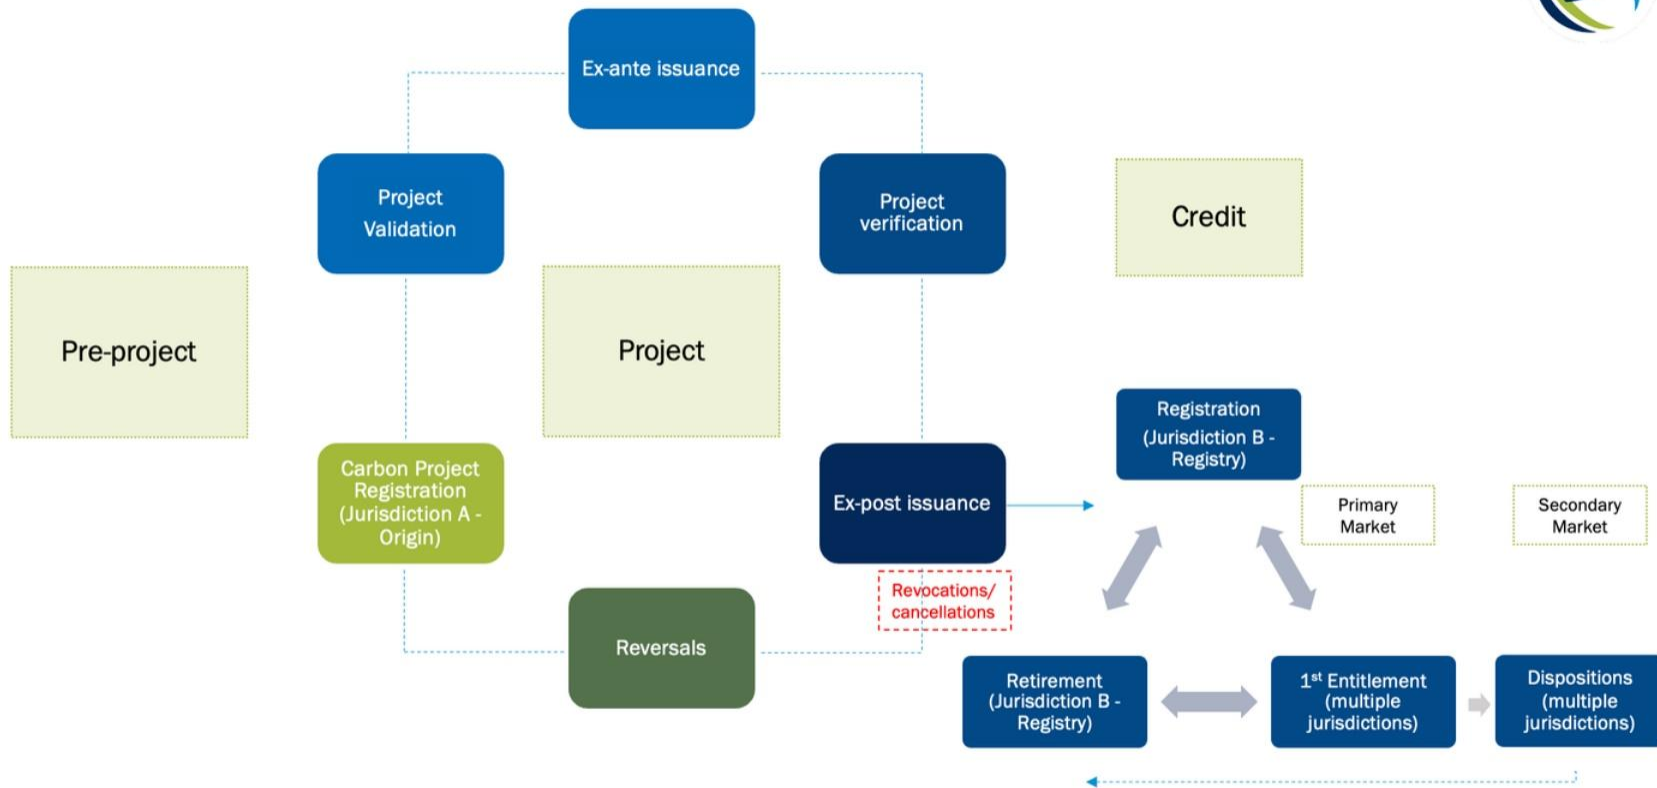 Ex-ante issuance
Project
Validation
Project
verification
Credit
Pre-project
Project
Carbon Project
Registration
(Jurisdiction A -
Origin)
Ex-post issuance
Registration
(Jurisdiction B -
Registry)
Primary
Market
Secondary
Market
Revocations/
cancellations
Reversals
Retirement
(Jurisdiction B -
Registry)
1st Entitlement
(multiple
jurisdictions)
Dispositions
(multiple
jurisdictions)